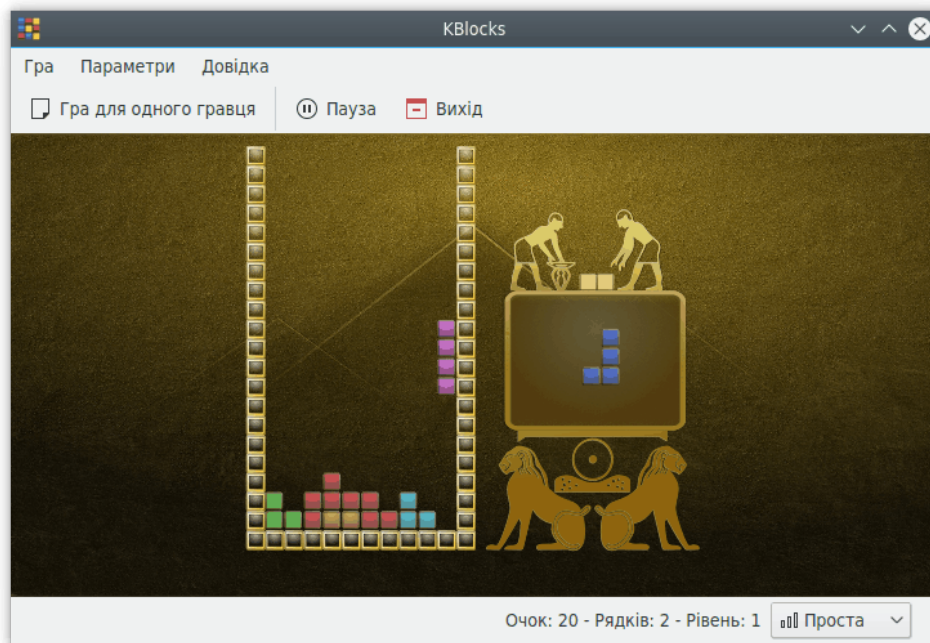 KBlocks
Гра Параметри Довідка
Гра для одного гравця Пауза Вихід
Очок: 20 - Рядків: 2 - Рівень: 1 Проста